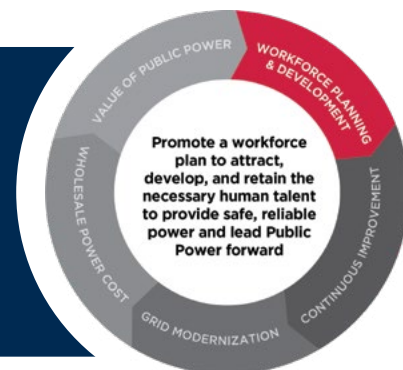 VALUE OF PUBLIC POWER
WORKFORCE PLANNING
& DEVELOPMENT
CONTINUOUS IMPROVEMENT
GRID MODERNIZATION
WHOLESALE POWER COST
Promote a workforce
plan to attract,
develop, and retain the
necessary human talent
to provide safe, reliable
power and lead Public
Power forward